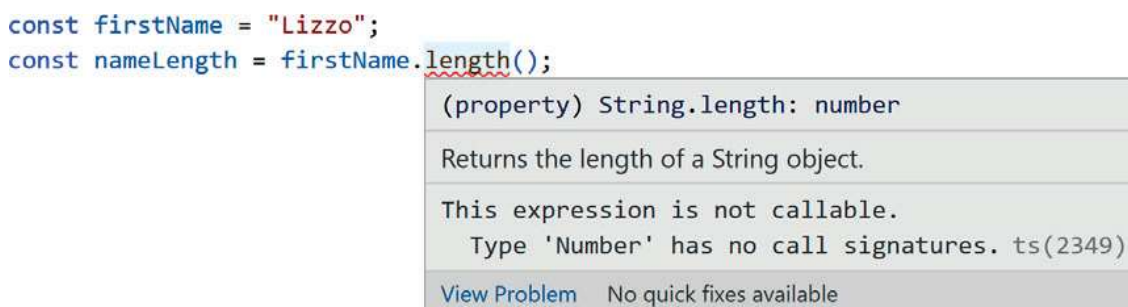 const firstName = "Lizzo";
const nameLength = firstName.length();
(property) String.length: number
Returns the length of a String object.
This expression is not callable.
  Type 'Number' has no call signatures. ts(2349)
View Problem   No quick fixes available